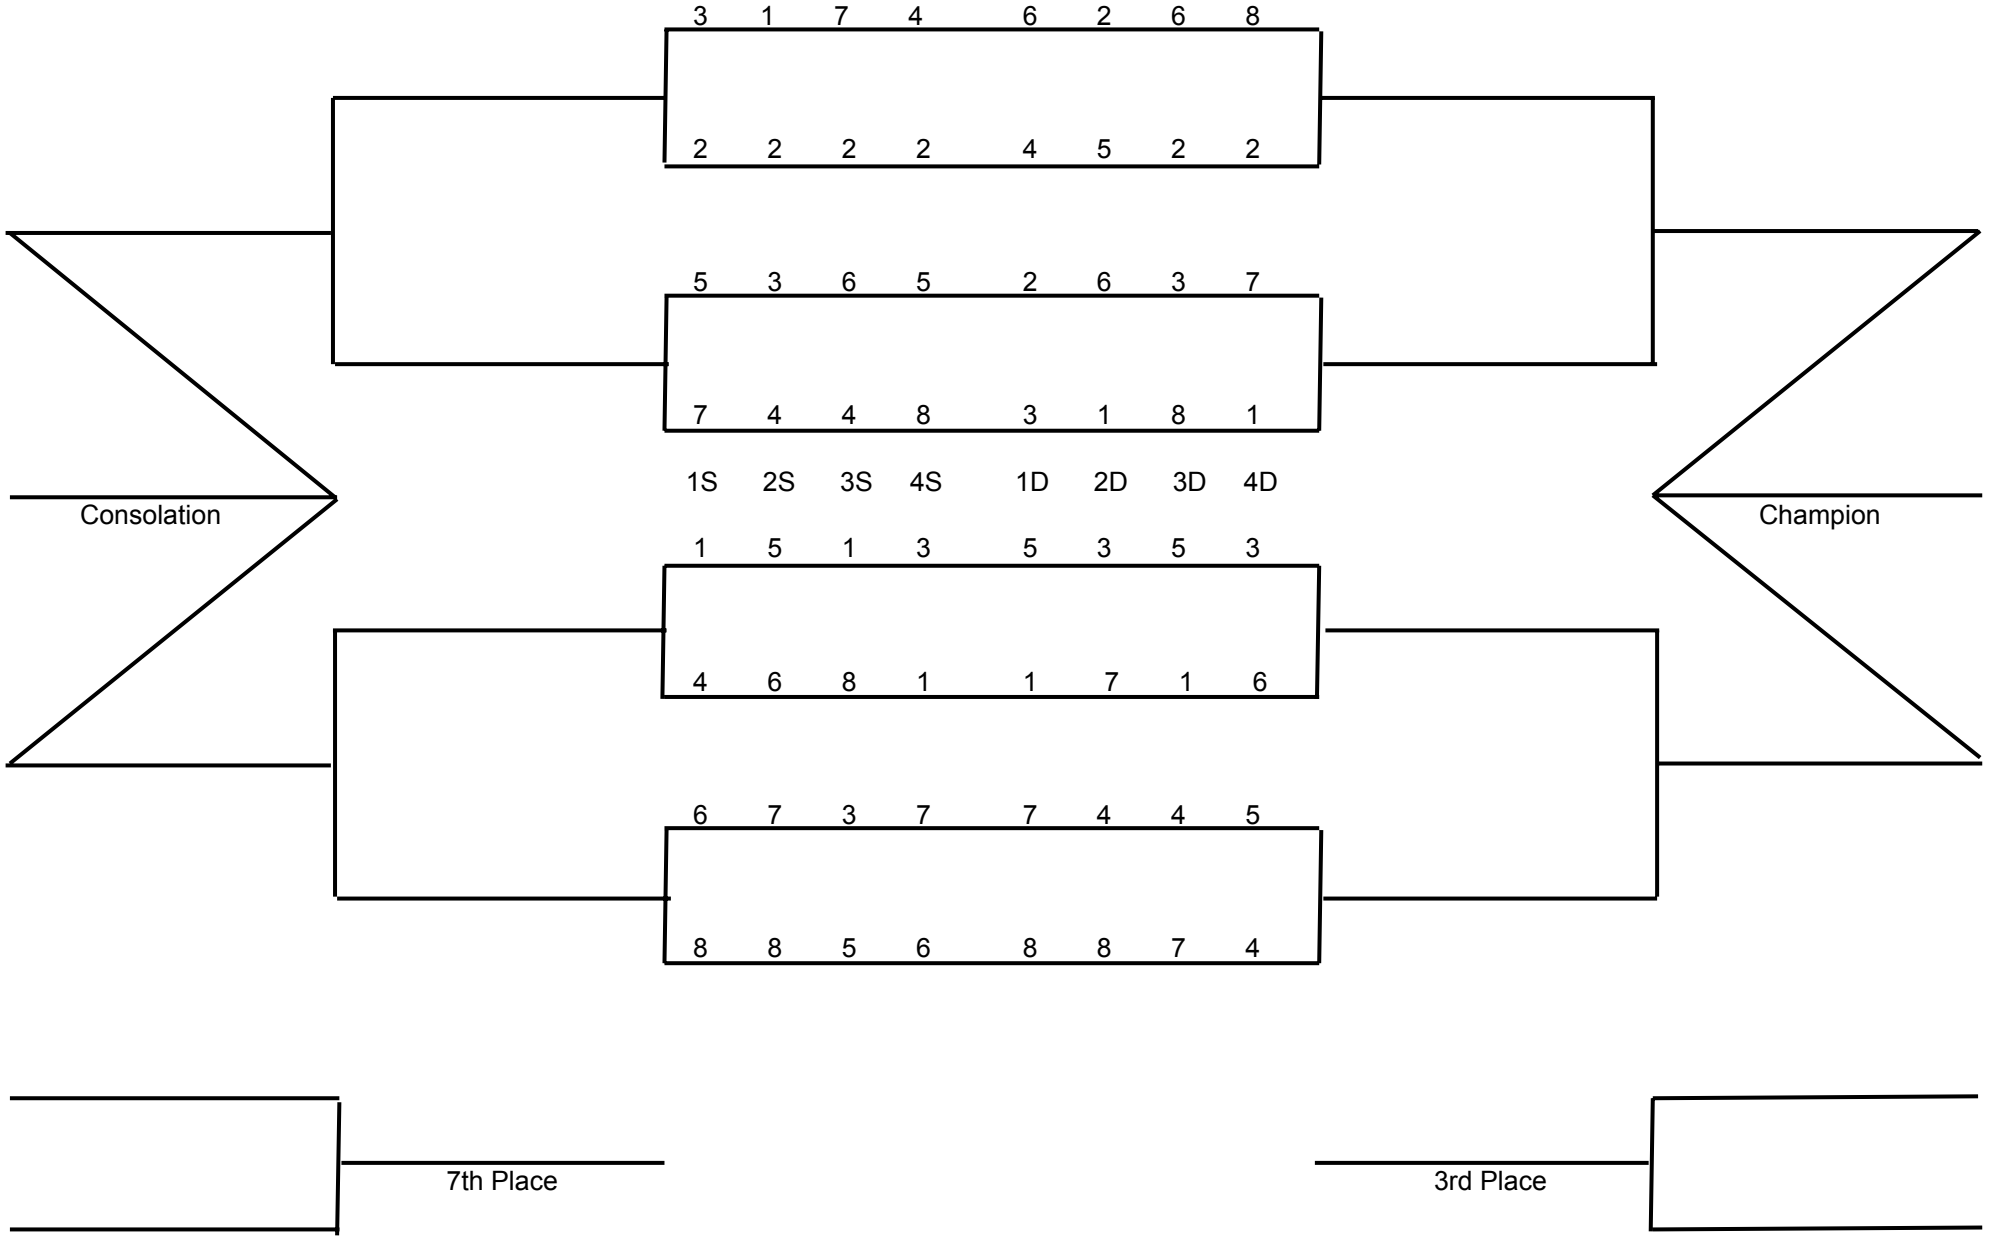 3 1 7 4 6 2 6 8
2 2 2 2 4 5 2 2
5 3 6 5 2 6 3 7
7 4 4 8 3 1 8 1
1S 2S 3S 4S 1D 2D 3D 4D
Consolation
Champion
1 5 1 3 5 3 5 3
4 6 8 1 1 7 1 6
6 7 3 7 7 4 4 5
8 8 5 6 8 8 7 4
7th Place
3rd Place